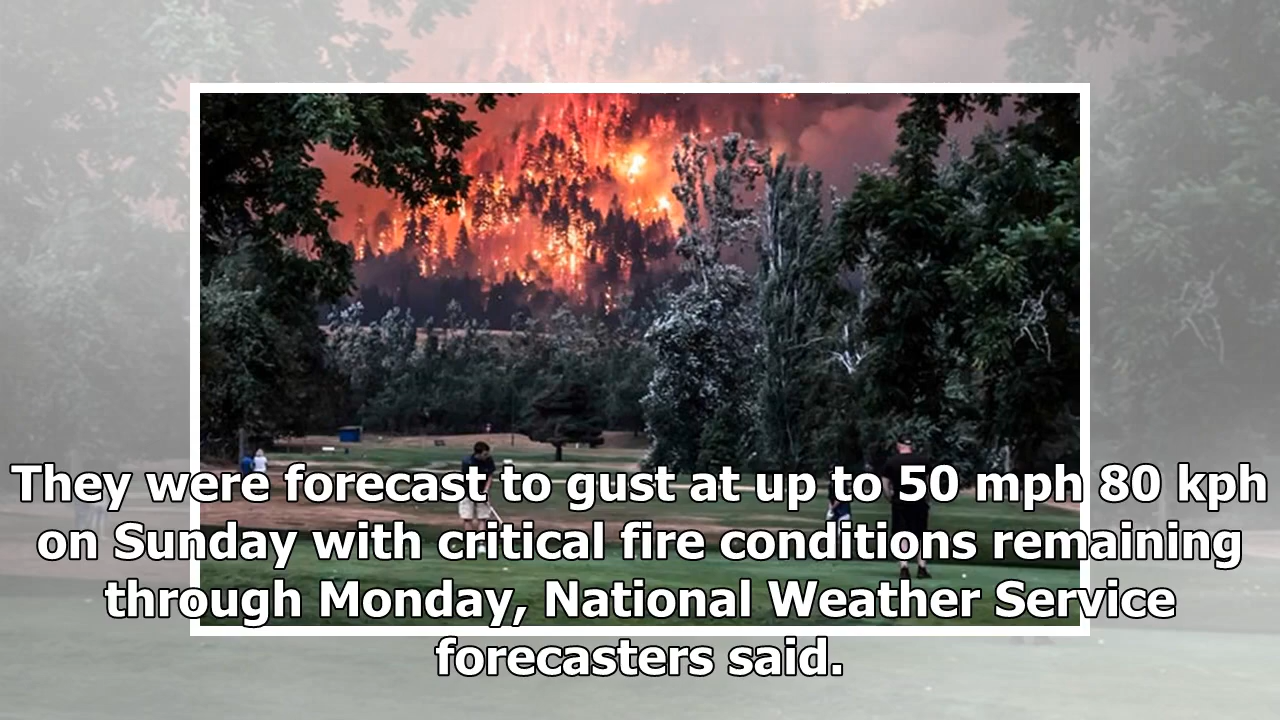 They were forecast to gust at up to 50 mph 80 kph
on Sunday with critical fire conditions remaining
through Monday, National Weather Service
forecasters said.